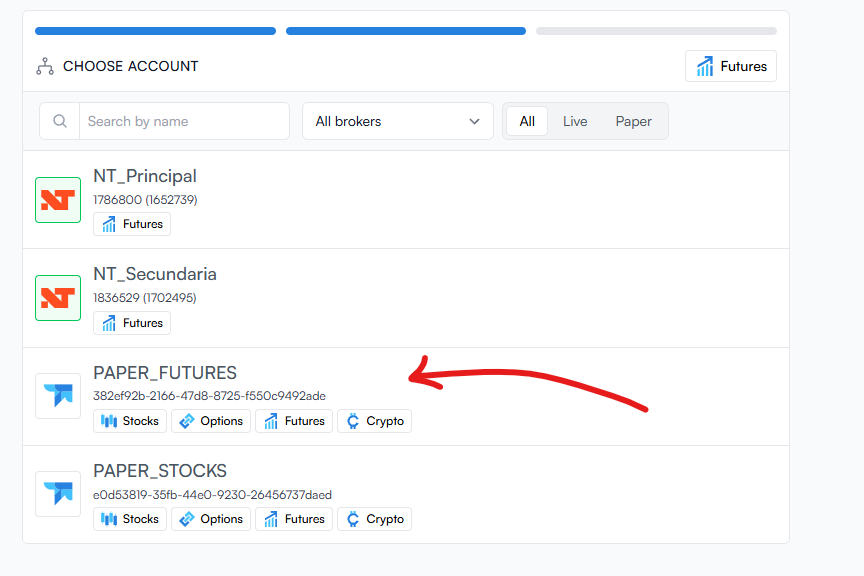 CHOOSE ACCOUNT
Futures
Search by name
All brokers
All
Live
Paper
NT_Principal
1786800 (1652739)
Futures
NT_Secundaria
1836529 (1702495)
Futures
PAPER_FUTURES
382ef92b-2166-47d8-8725-f550c9492ade
Stocks
Options
Futures
Crypto
PAPER_STOCKS
e0d53819-35fb-44e0-9230-26456737daed
Stocks
Options
Futures
Crypto